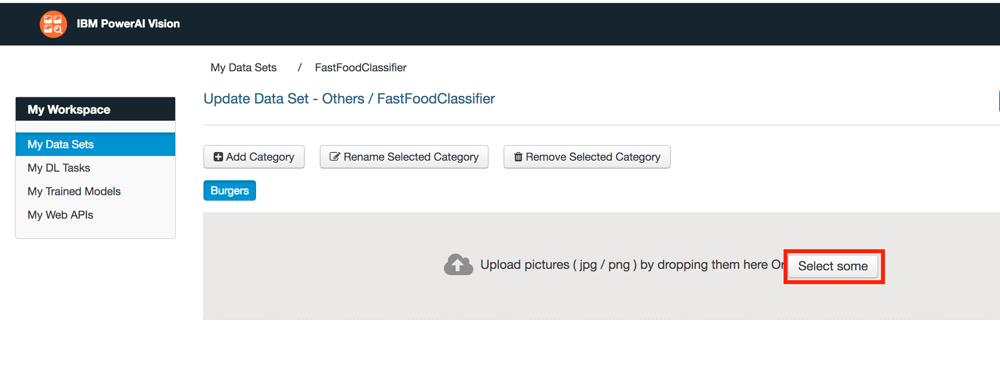 IBM PowerAI Vision
My Data Sets / FastFoodClassifier
Update Data Set - Others / FastFoodClassifier
My Workspace
My Data Sets
My DL Tasks
My Trained Models
My Web APIs
Add Category
Rename Selected Category
Remove Selected Category
Burgers
Upload pictures ( jpg / png ) by dropping them here Or Select some